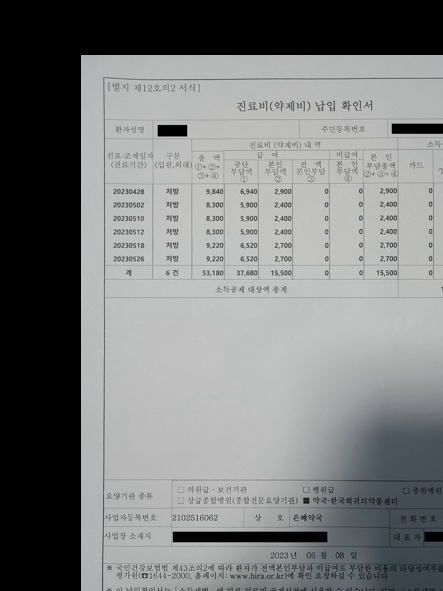 [별지 제12호의2 서식]
진료비(약제비) 납입 확인서
환자성명 주민등록번호
진료·조제일자 (진료기간) 구분 (입원,외래) 진료비 (약제비) 내 역 소득
총 액 ①+②+③+④ 급 여 비급여 본 인 부담총액 ②+③+④ 카드
공단 부담액 ① 본인 부담액 ② 전 액 본인부담 ③ 본 인 부담액 ④
20230428 처방 9,840 6,940 2,900 0 0 2,900 0
20230502 처방 8,300 5,900 2,400 0 0 2,400 0
20230510 처방 8,300 5,900 2,400 0 0 2,400 0
20230512 처방 8,300 5,900 2,400 0 0 2,400 0
20230518 처방 9,220 6,520 2,700 0 0 2,700 0
20230526 처방 9,220 6,520 2,700 0 0 2,700 0
계 6 건 53,180 37,680 15,500 0 0 15,500 0
소득공제 대상액 총계
요양기관 종류 □ 의원급·보건기관 □ 병원급 □ 종합병원
□ 상급종합병원(종합전문요양기관) ■ 약국·한국희귀의약품센터
사업자등록번호 2102516062 상 호 은혜약국 전 화 번 호
사업장 소재지 대 표 자
2023 년 06 월 08 일
※ 국민건강보험법 제43조의2에 따라 환자가 전액본인부담과 비급여로 부담한 비용의 타당성여부를
평가원(☎1644-2000, 홈페이지: www.hira.or.kr)에 확인 요청하실 수 있습니다